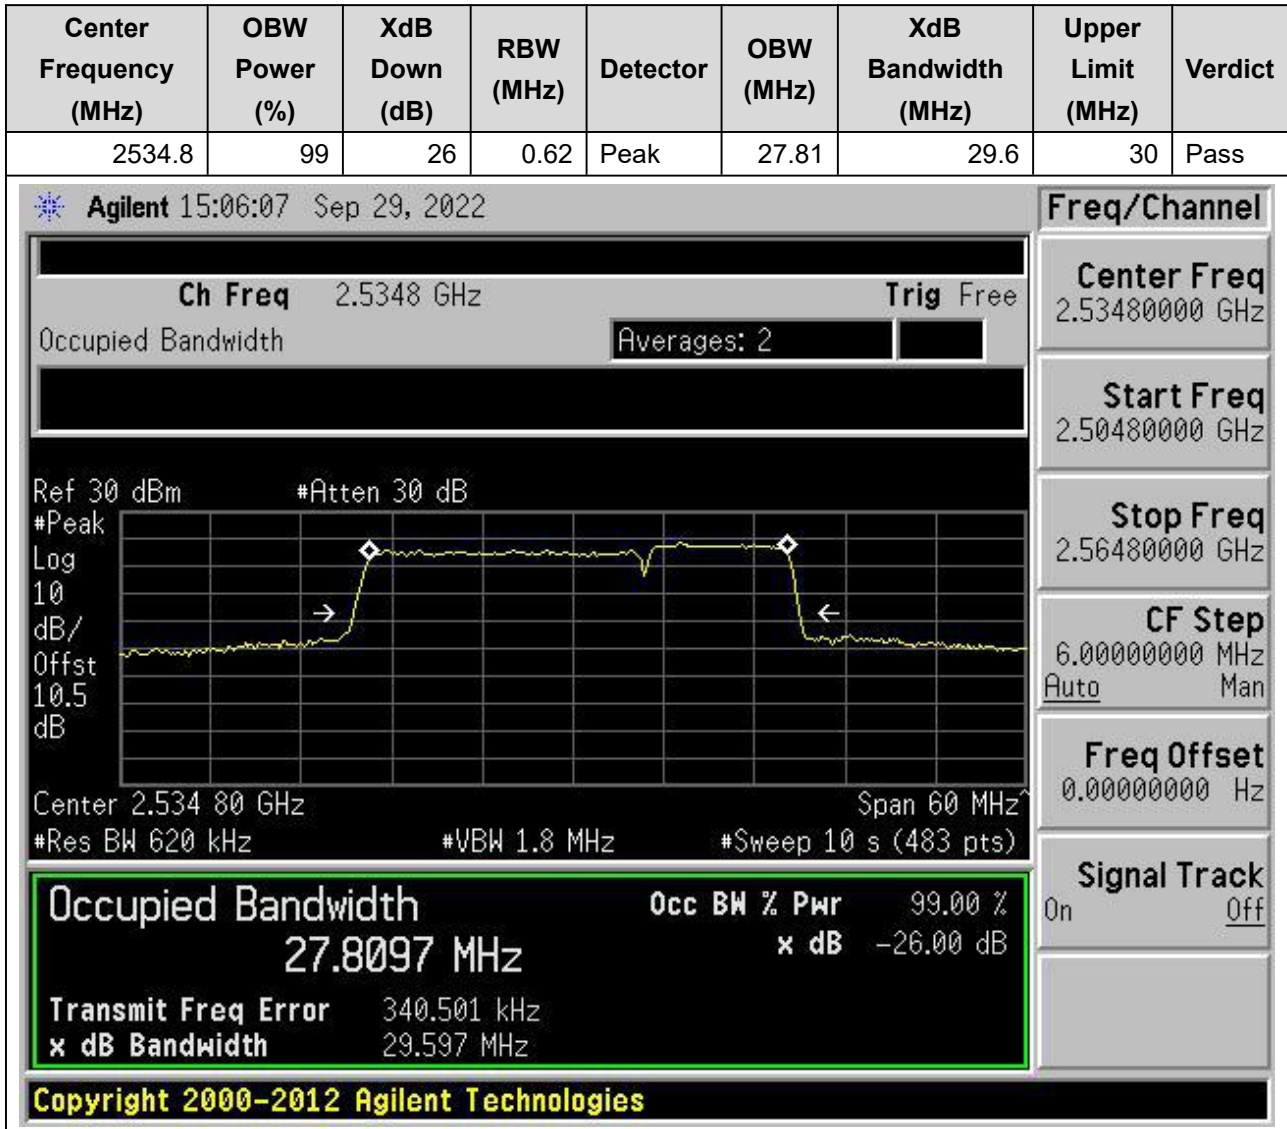 Center Frequency (MHz) OBW Power (%) XdB Down (dB) RBW (MHz) Detector OBW (MHz) XdB Bandwidth (MHz) Upper Limit (MHz) Verdict
2534.8 99 26 0.62 Peak 27.81 29.6 30 Pass
Agilent 15:06:07 Sep 29, 2022
Freq/Channel
Ch Freq 2.5348 GHz Trig Free
Occupied Bandwidth Averages: 2
Center Freq
2.53480000 GHz
Start Freq
2.50480000 GHz
Stop Freq
2.56480000 GHz
CF Step
6.00000000 MHz
Auto Man
Freq Offset
0.00000000 Hz
Signal Track
On Off
Ref 30 dBm #Atten 30 dB
#Peak
Log
10
dB/
Offst
10.5
dB
Center 2.534 80 GHz Span 60 MHz^
#Res BW 620 kHz #VBW 1.8 MHz #Sweep 10 s (483 pts)
Occupied Bandwidth Occ BW % Pwr 99.00 %
27.8097 MHz x dB -26.00 dB
Transmit Freq Error 340.501 kHz
x dB Bandwidth 29.597 MHz
Copyright 2000-2012 Agilent Technologies